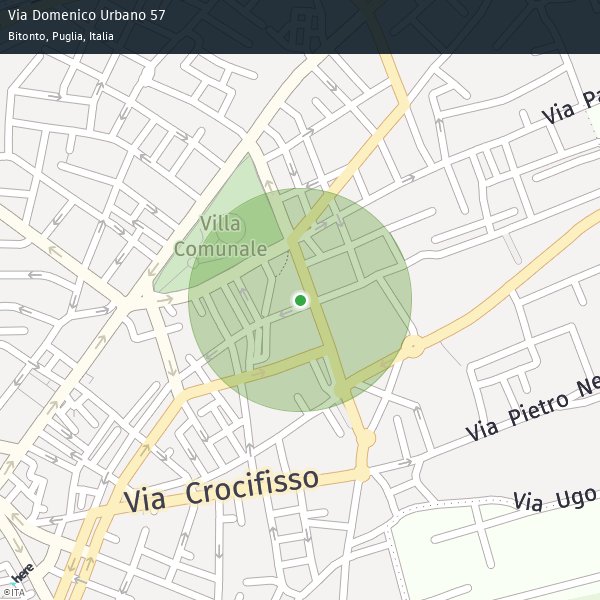 Via Domenico Urbano 57
Bitonto, Puglia, Italia
Via Pa
Villa
Comunale
Via Pietro Ne
Via Crocifisso
Via Ugo
here
©ITA